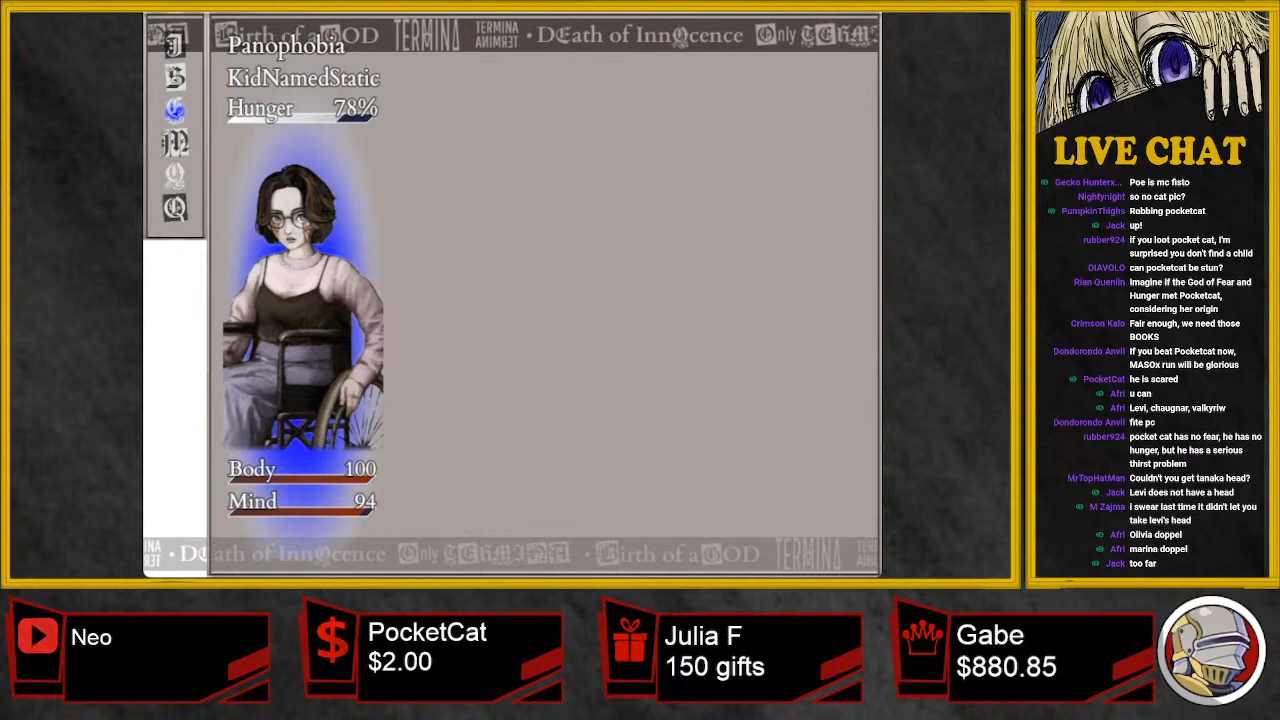 Birth of a GOD TERMINA TERMINA TERMINA • DEath of InnOcence Only TERMI
Panophobia
KidNamedStatic
Hunger 78%
J
S
E
M
Q
Q
Body 100
Mind 94
INA TERMI • DEath of InnOcence Only TERMINA • Birth of a GOD TERMINA TERM
LIVE CHAT
Gecko Hunterx... Poe is mc fisto
Nightynight so no cat pic?
PumpkinThighs Robbing pocketcat
Jack up!
rubber924 if you loot pocket cat, I'm
surprised you don't find a child
DIAVOLO can pocketcat be stun?
Rian Quenlin Imagine if the God of Fear and
Hunger met Pocketcat,
considering her origin
Crimson Kalo Fair enough, we need those
BOOKS
Dondorondo Anvil If you beat Pocketcat now,
MASOx run will be glorious
PocketCat he is scared
Afri u can
Afri Levi, chaugnar, valkyriw
Dondorondo Anvil fite pc
rubber924 pocket cat has no fear, he has no
hunger, but he has a serious
thirst problem
MrTopHatMan Couldn't you get tanaka head?
Jack Levi does not have a head
M Zajma I swear last time it didn't let you
take levi's head
Afri Olivia doppel
Afri marina doppel
Jack too far
Neo
$
PocketCat
$2.00
Julia F
150 gifts
Gabe
$880.85